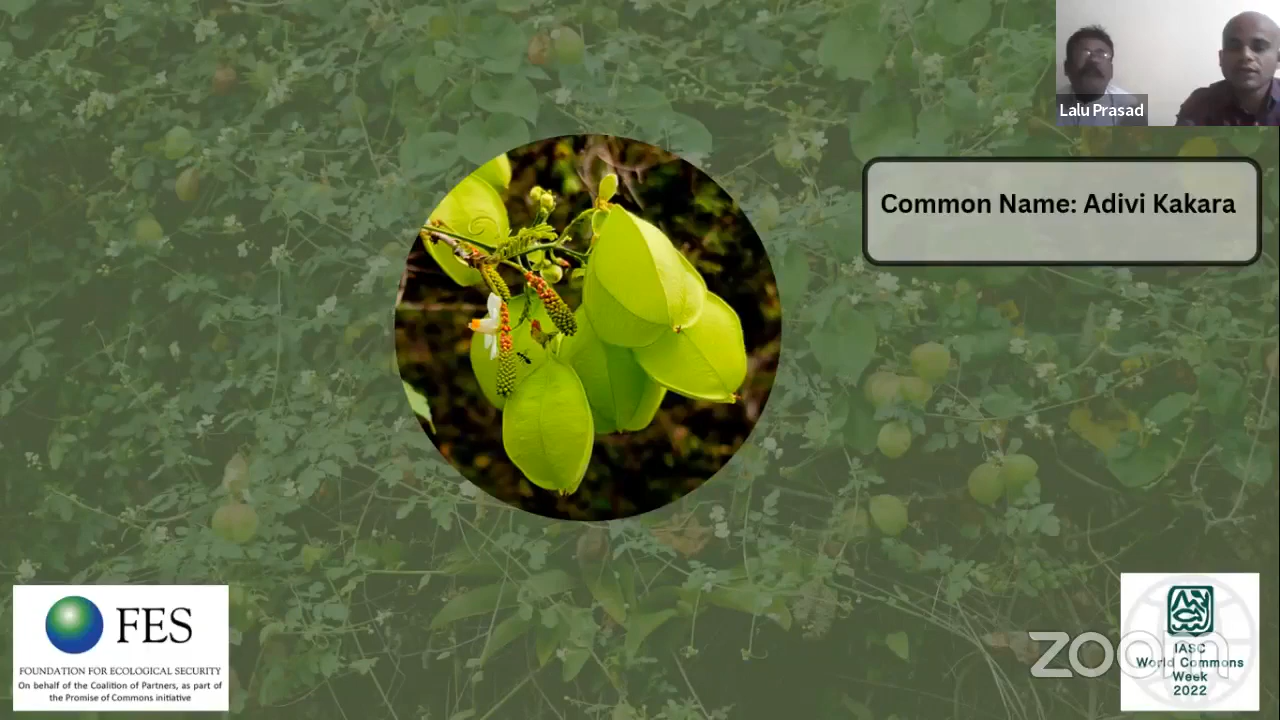 Lalu Prasad
Common Name: Adivi Kakara
FES
FOUNDATION FOR ECOLOGICAL SECURITY
On behalf of the Coalition of Partners, as part of
the Promise of Commons initiative
zoom
IASC
World Commons
Week
2022